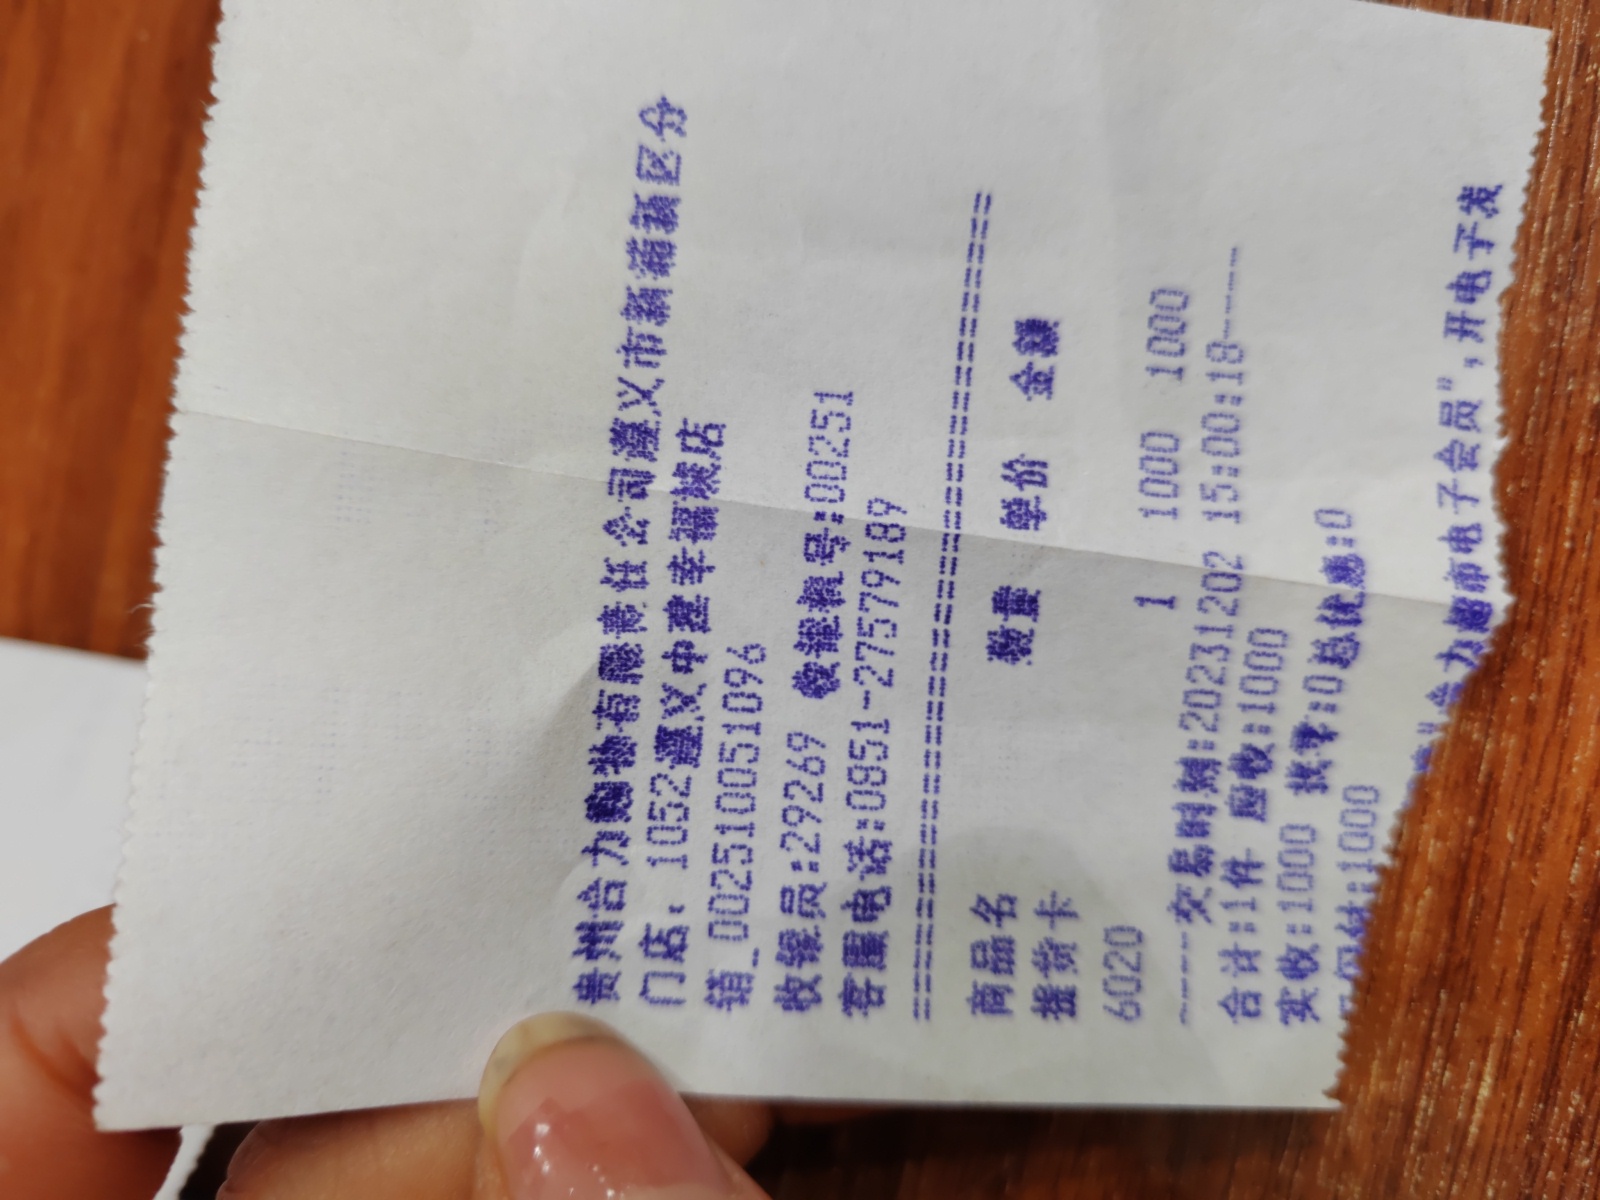 贵州合力购物有限责任公司遵义市新蒲新区分
门店: 1052遵义中建幸福城店
箱_002510051096
收银员:29269 收银机号:00251
客服电话:0851-27579189
==============================
商品名 数量 单价 金额
提货卡
6020 1 1000 1000
----交易时刻:20231202 15:00:18----
合计:1件 应收:1000
实收:1000 找零:0总优惠:0
付:1000
"合力超市电子会员",开电子发